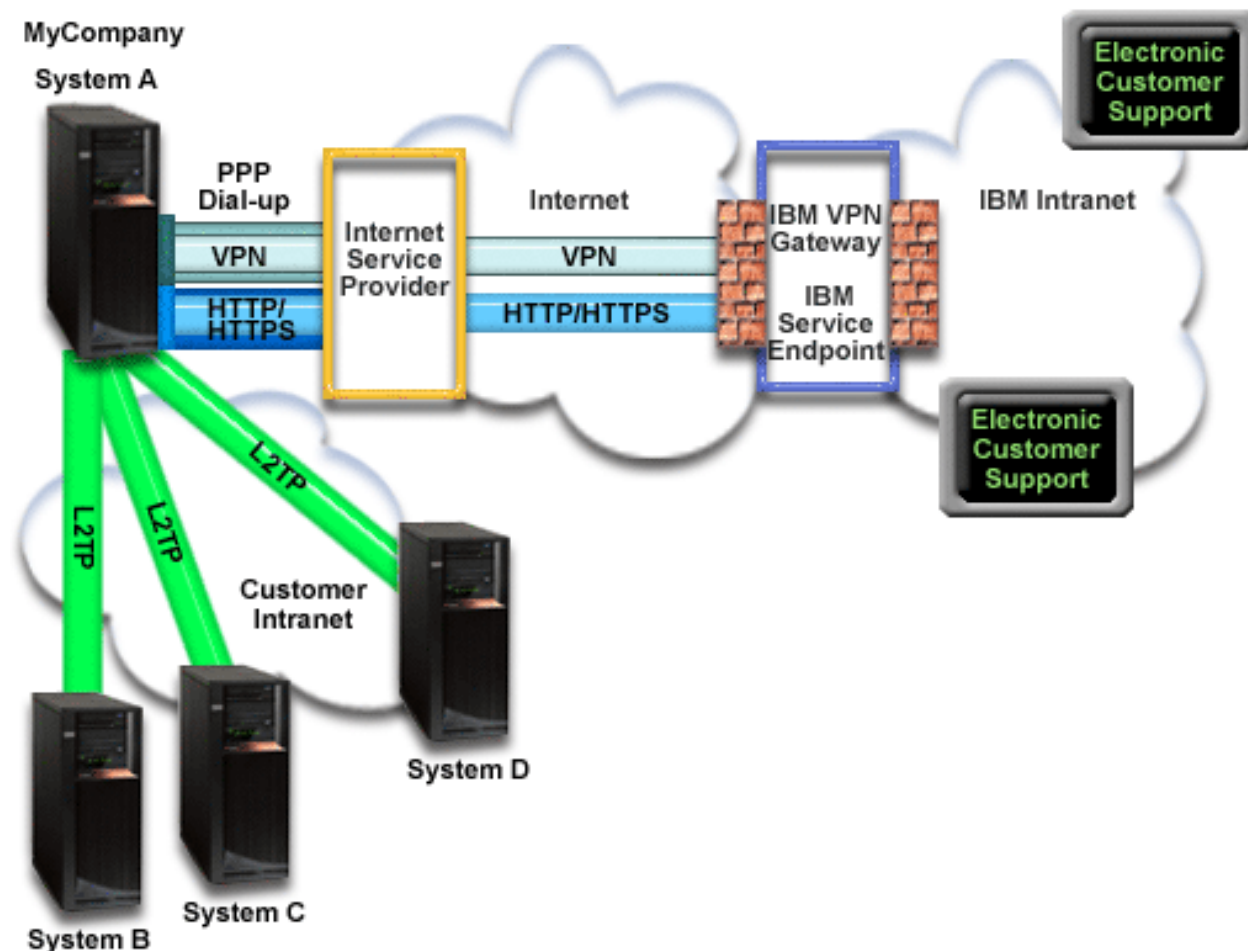 MyCompany
System A
PPP
Dial-up
VPN
HTTP/
HTTPS
Internet
Service
Provider
Internet
VPN
HTTP/HTTPS
IBM VPN
Gateway
IBM
Service
Endpoint
IBM Intranet
Electronic
Customer
Support
Electronic
Customer
Support
L2TP
L2TP
L2TP
Customer
Intranet
System D
System C
System B